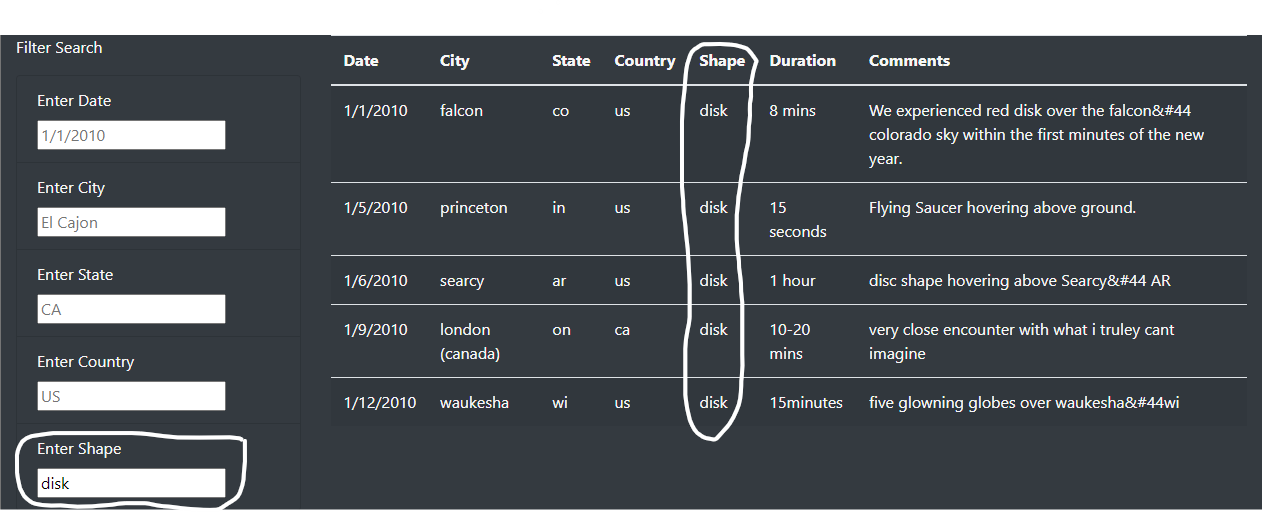 Filter Search
Enter Date
1/1/2010
Enter City
El Cajon
Enter State
CA
Enter Country
US
Enter Shape
disk
Date City State Country Shape Duration Comments
1/1/2010 falcon co us disk 8 mins We experienced red disk over the falcon&#44
colorado sky within the first minutes of the new
year.
1/5/2010 princeton in us disk 15 Flying Saucer hovering above ground.
seconds
1/6/2010 searcy ar us disk 1 hour disc shape hovering above Searcy&#44 AR
1/9/2010 london on ca disk 10-20 very close encounter with what i truley cant
(canada) mins imagine
1/12/2010 waukesha wi us disk 15minutes five glowning globes over waukesha&#44wi